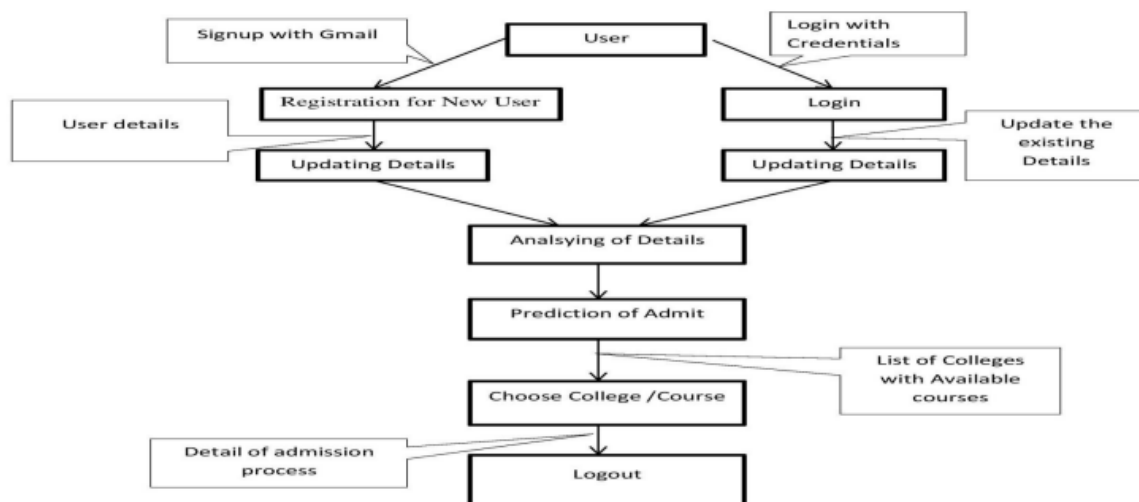 Signup with Gmail
User
Login with
Credentials
Registration for New User
Login
User details
Update the
existing
Details
Updating Details
Updating Details
Analsying of Details
Prediction of Admit
List of Colleges
with Available
courses
Choose College /Course
Detail of admission
process
Logout